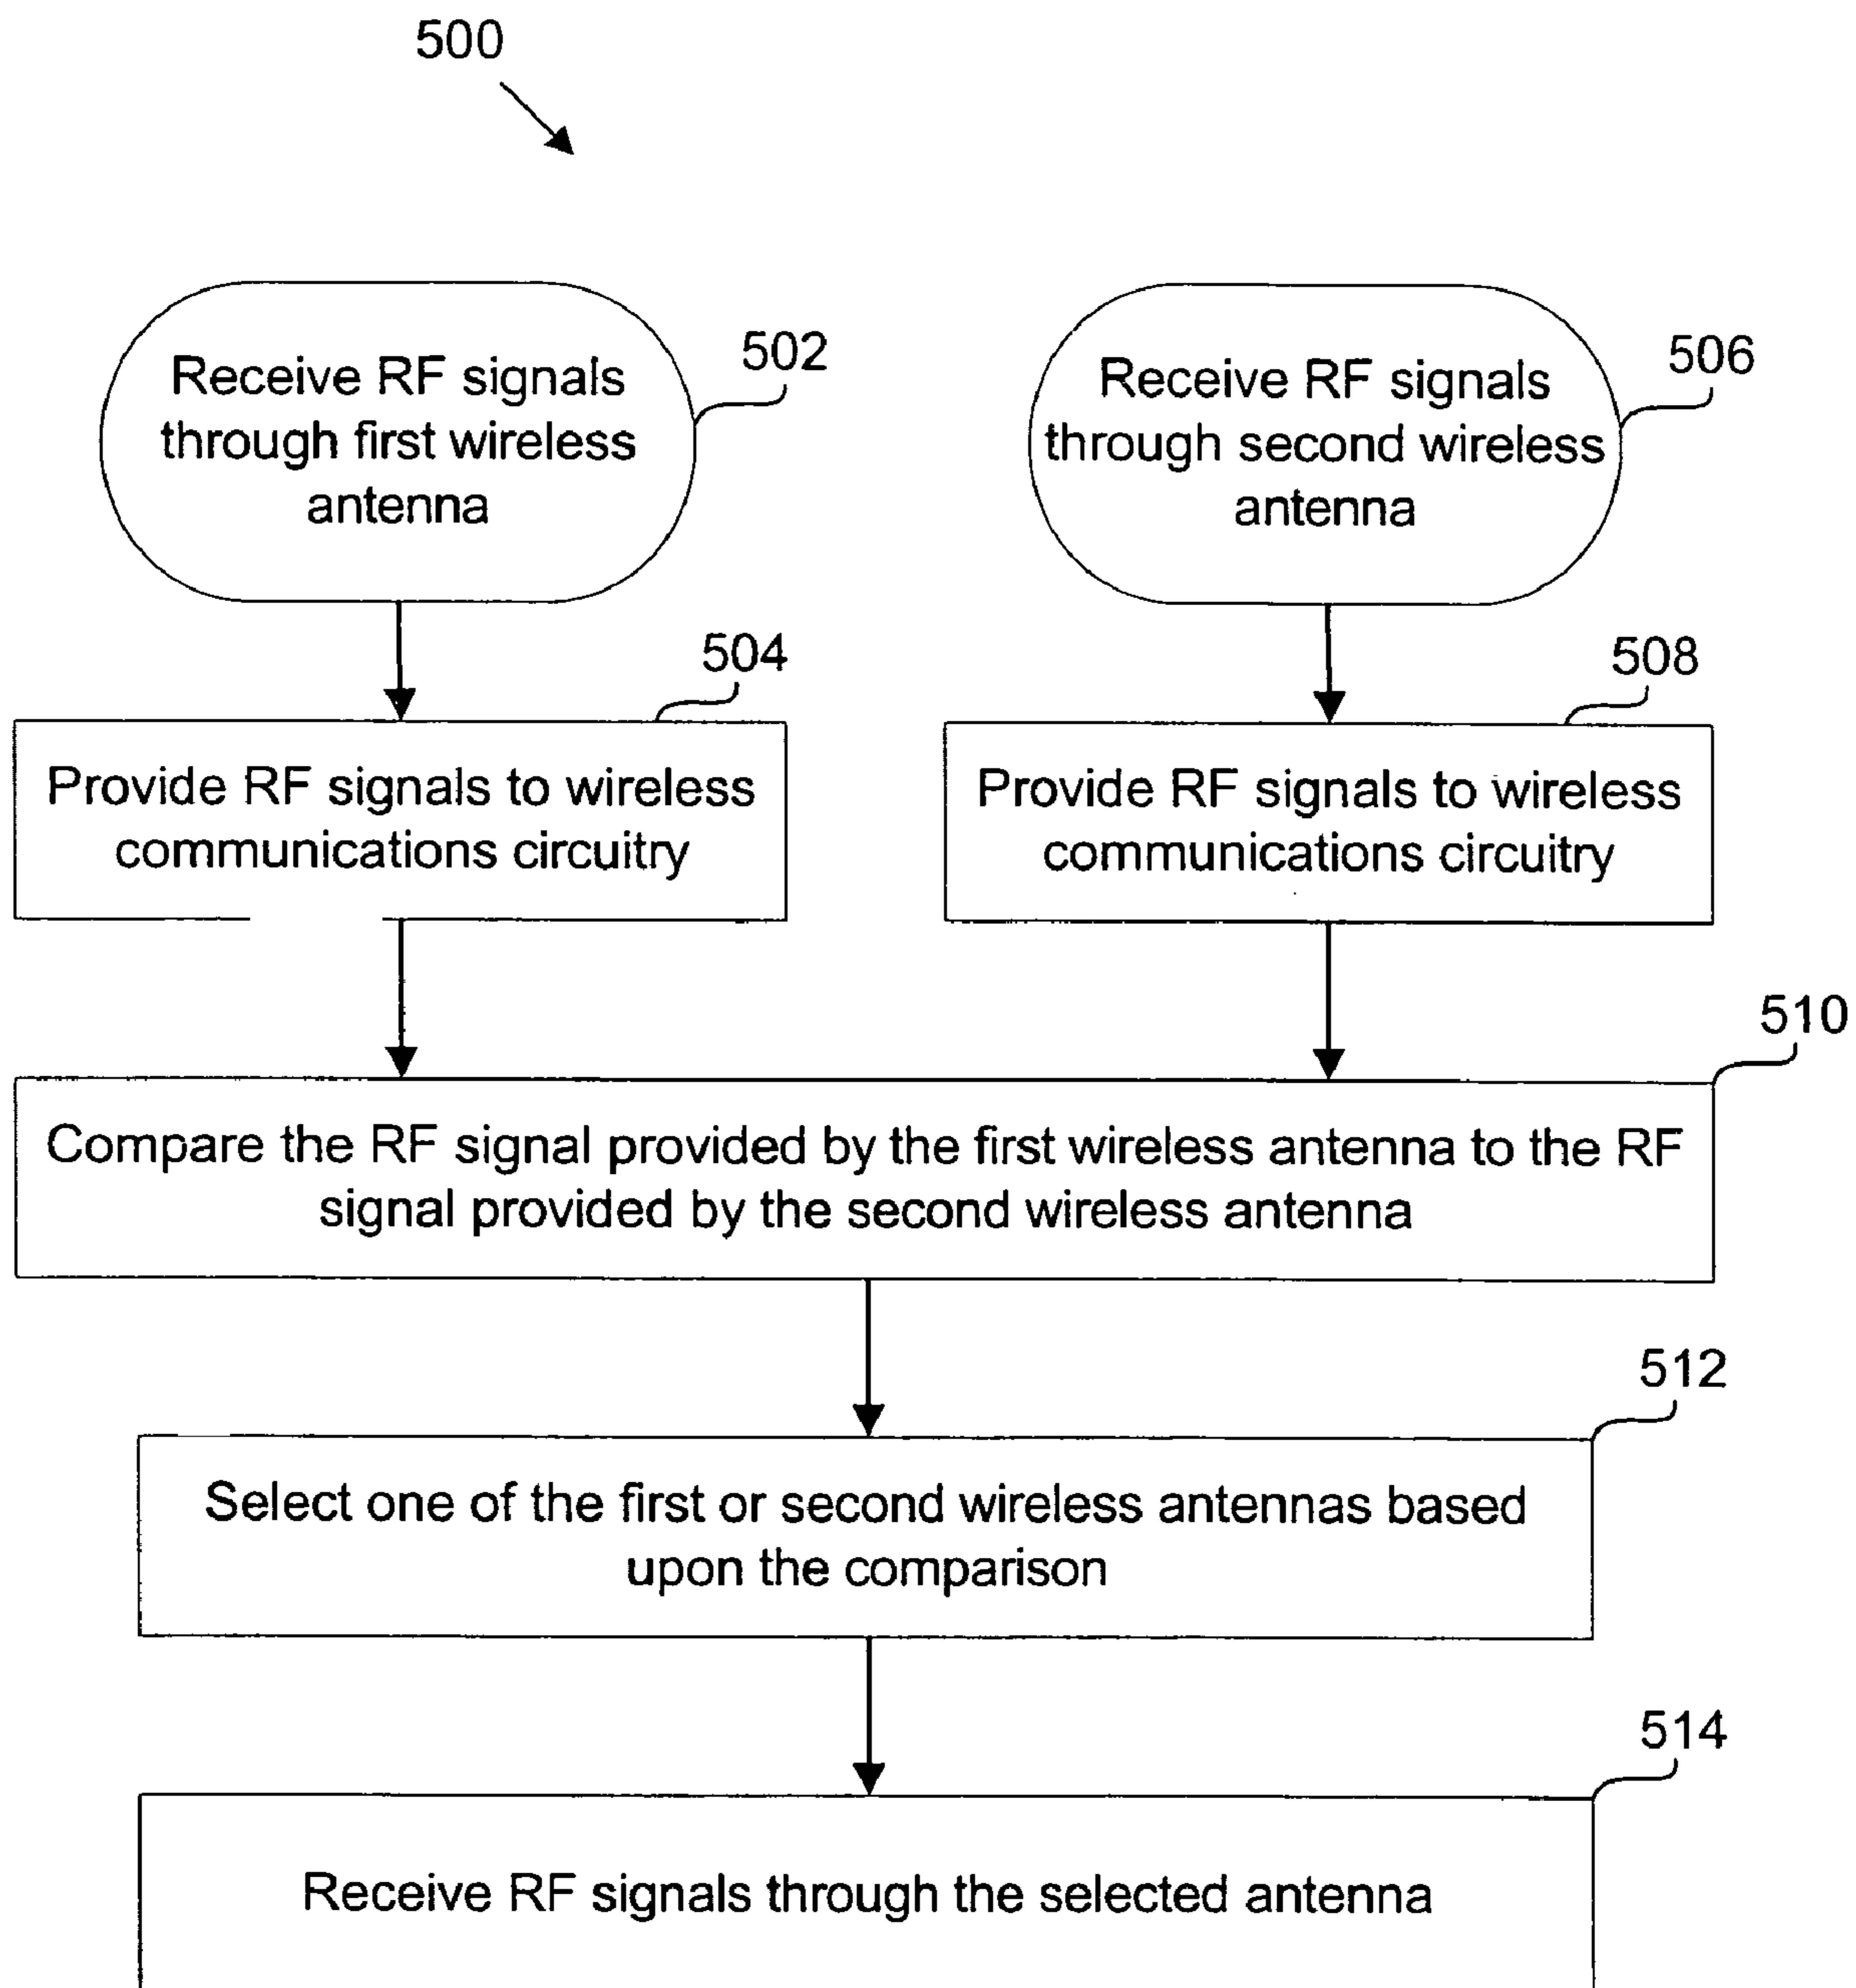 500
Receive RF signals
through first wireless
antenna
502
Receive RF signals
through second wireless
antenna
506
504
Provide RF signals to wireless
communications circuitry
508
Provide RF signals to wireless
communications circuitry
510
Compare the RF signal provided by the first wireless antenna to the RF
signal provided by the second wireless antenna
512
Select one of the first or second wireless antennas based
upon the comparison
514
Receive RF signals through the selected antenna